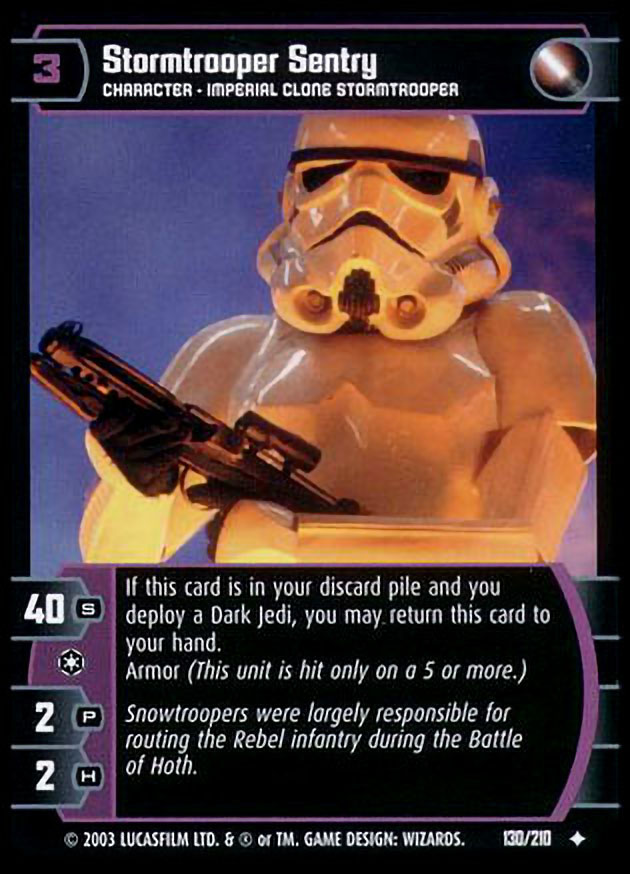 3
Stormtrooper Sentry
CHARACTER - IMPERIAL CLONE STORMTROOPER
40 S
If this card is in your discard pile and you
deploy a Dark Jedi, you may return this card to
your hand.
Armor (This unit is hit only on a 5 or more.)
2 P
Snowtroopers were largely responsible for
routing the Rebel infantry during the Battle
of Hoth.
2 H
© 2003 LUCASFILM LTD. & ® or TM. GAME DESIGN: WIZARDS. 130/210